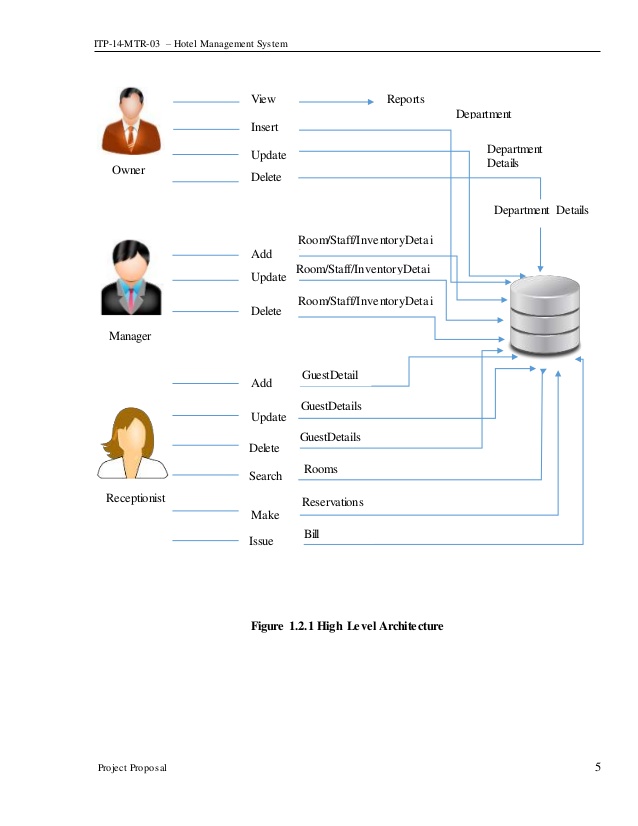 ITP-14-MTR-03 – Hotel Management System
View
Reports
Department
Insert
Update
Department
Details
Owner
Delete
Department Details
Room/Staff/InventoryDetai
Add
Update
Room/Staff/InventoryDetai
Delete
Room/Staff/InventoryDetai
Manager
Add
GuestDetail
Update
GuestDetails
Delete
GuestDetails
Search
Rooms
Receptionist
Make
Reservations
Issue
Bill
Figure 1.2.1 High Level Architecture
Project Proposal
5